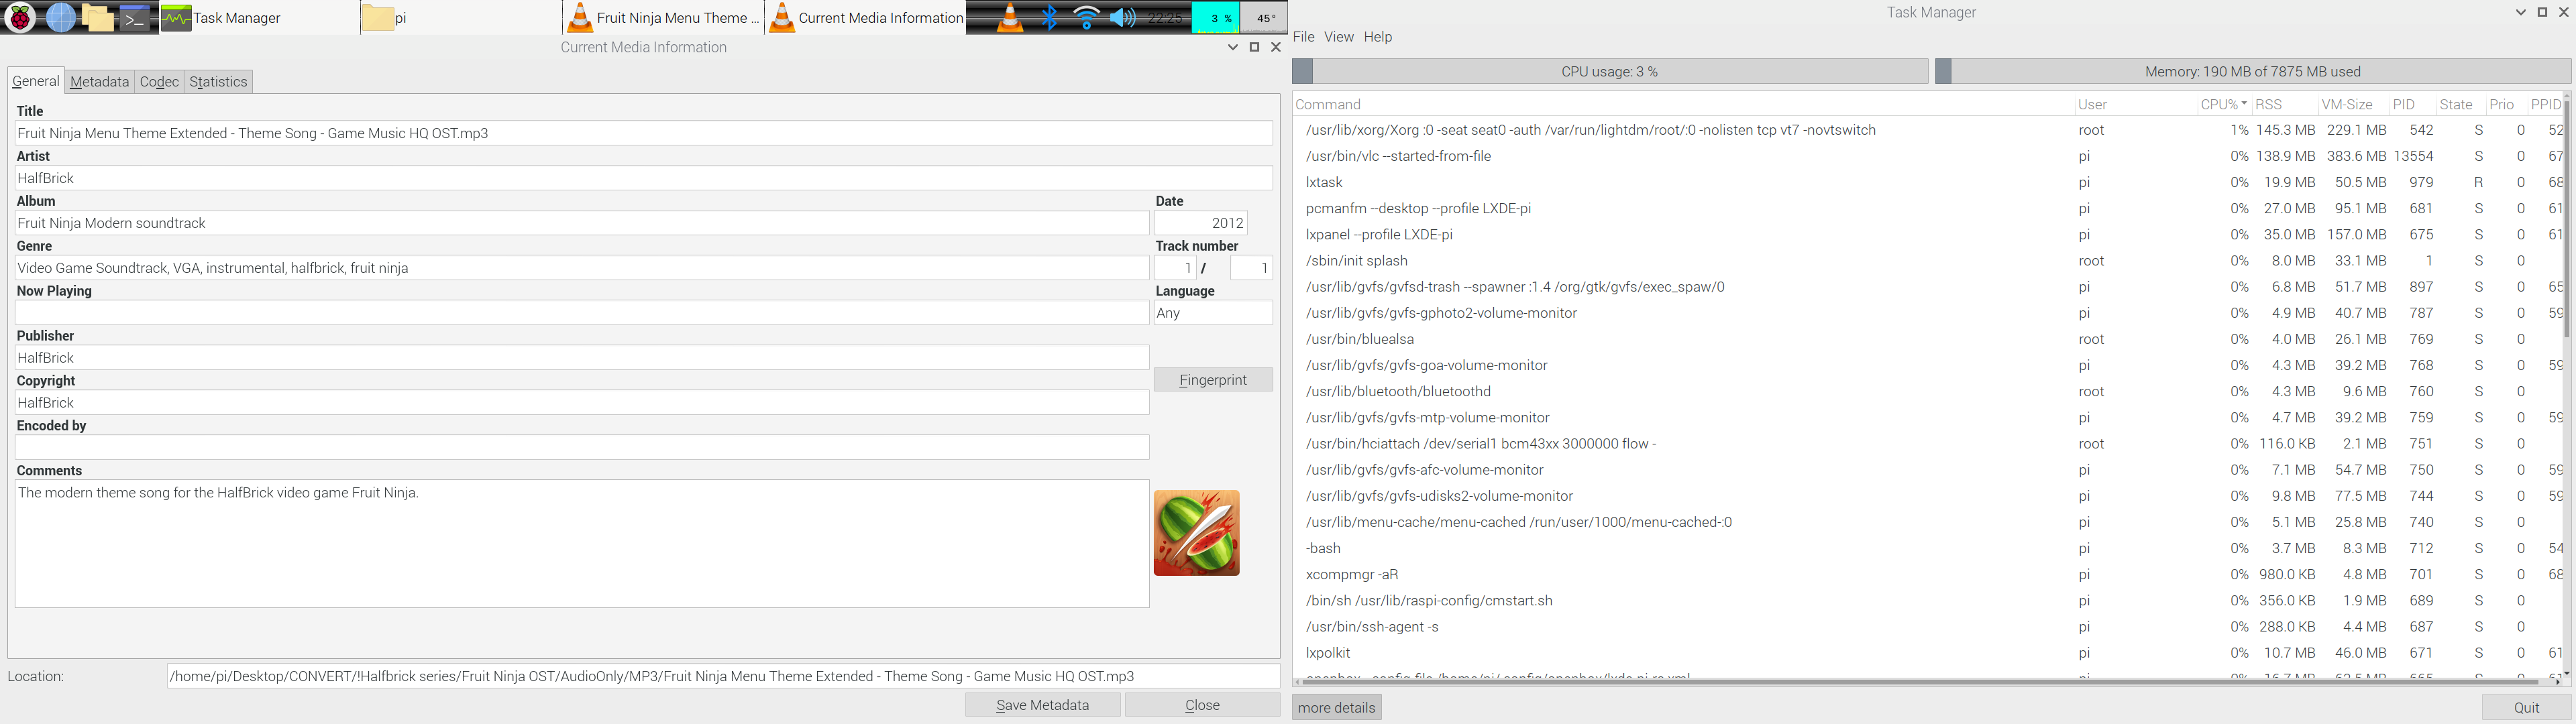 Task Manager
pi
Fruit Ninja Menu Theme ...
Current Media Information
22:25
3 %
45°
Current Media Information
General Metadata Codec Statistics
Title
Fruit Ninja Menu Theme Extended - Theme Song - Game Music HQ OST.mp3
Artist
HalfBrick
Album Date
Fruit Ninja Modern soundtrack 2012
Genre Track number
Video Game Soundtrack, VGA, instrumental, halfbrick, fruit ninja 1 / 1
Now Playing Language
Any
Publisher
HalfBrick
Fingerprint
Copyright
HalfBrick
Encoded by
Comments
The modern theme song for the HalfBrick video game Fruit Ninja.
Location: /home/pi/Desktop/CONVERT/!Halfbrick series/Fruit Ninja OST/AudioOnly/MP3/Fruit Ninja Menu Theme Extended - Theme Song - Game Music HQ OST.mp3
Save Metadata Close
Task Manager
File View Help
CPU usage: 3 % Memory: 190 MB of 7875 MB used
Command User CPU% RSS VM-Size PID State Prio PPID
/usr/lib/xorg/Xorg :0 -seat seat0 -auth /var/run/lightdm/root/:0 -nolisten tcp vt7 -novtswitch root 1% 145.3 MB 229.1 MB 542 S 0 52
/usr/bin/vlc --started-from-file pi 0% 138.9 MB 383.6 MB 13554 S 0 67
lxtask pi 0% 19.9 MB 50.5 MB 979 R 0 68
pcmanfm --desktop --profile LXDE-pi pi 0% 27.0 MB 95.1 MB 681 S 0 61
lxpanel --profile LXDE-pi pi 0% 35.0 MB 157.0 MB 675 S 0 61
/sbin/init splash root 0% 8.0 MB 33.1 MB 1 S 0
/usr/lib/gvfs/gvfsd-trash --spawner :1.4 /org/gtk/gvfs/exec_spaw/0 pi 0% 6.8 MB 51.7 MB 897 S 0 65
/usr/lib/gvfs/gvfs-gphoto2-volume-monitor pi 0% 4.9 MB 40.7 MB 787 S 0 59
/usr/bin/bluealsa root 0% 4.0 MB 26.1 MB 769 S 0
/usr/lib/gvfs/gvfs-goa-volume-monitor pi 0% 4.3 MB 39.2 MB 768 S 0 59
/usr/lib/bluetooth/bluetoothd root 0% 4.3 MB 9.6 MB 760 S 0
/usr/lib/gvfs/gvfs-mtp-volume-monitor pi 0% 4.7 MB 39.2 MB 759 S 0 59
/usr/bin/hciattach /dev/serial1 bcm43xx 3000000 flow - root 0% 116.0 KB 2.1 MB 751 S 0
/usr/lib/gvfs/gvfs-afc-volume-monitor pi 0% 7.1 MB 54.7 MB 750 S 0 59
/usr/lib/gvfs/gvfs-udisks2-volume-monitor pi 0% 9.8 MB 77.5 MB 744 S 0 59
/usr/lib/menu-cache/menu-cached /run/user/1000/menu-cached-:0 pi 0% 5.1 MB 25.8 MB 740 S 0
-bash pi 0% 3.7 MB 8.3 MB 712 S 0 54
xcompmgr -aR pi 0% 980.0 KB 4.8 MB 701 S 0 68
/bin/sh /usr/lib/raspi-config/cmstart.sh pi 0% 356.0 KB 1.9 MB 689 S 0
/usr/bin/ssh-agent -s pi 0% 288.0 KB 4.4 MB 687 S 0
lxpolkit pi 0% 10.7 MB 46.0 MB 671 S 0 61
more details Quit